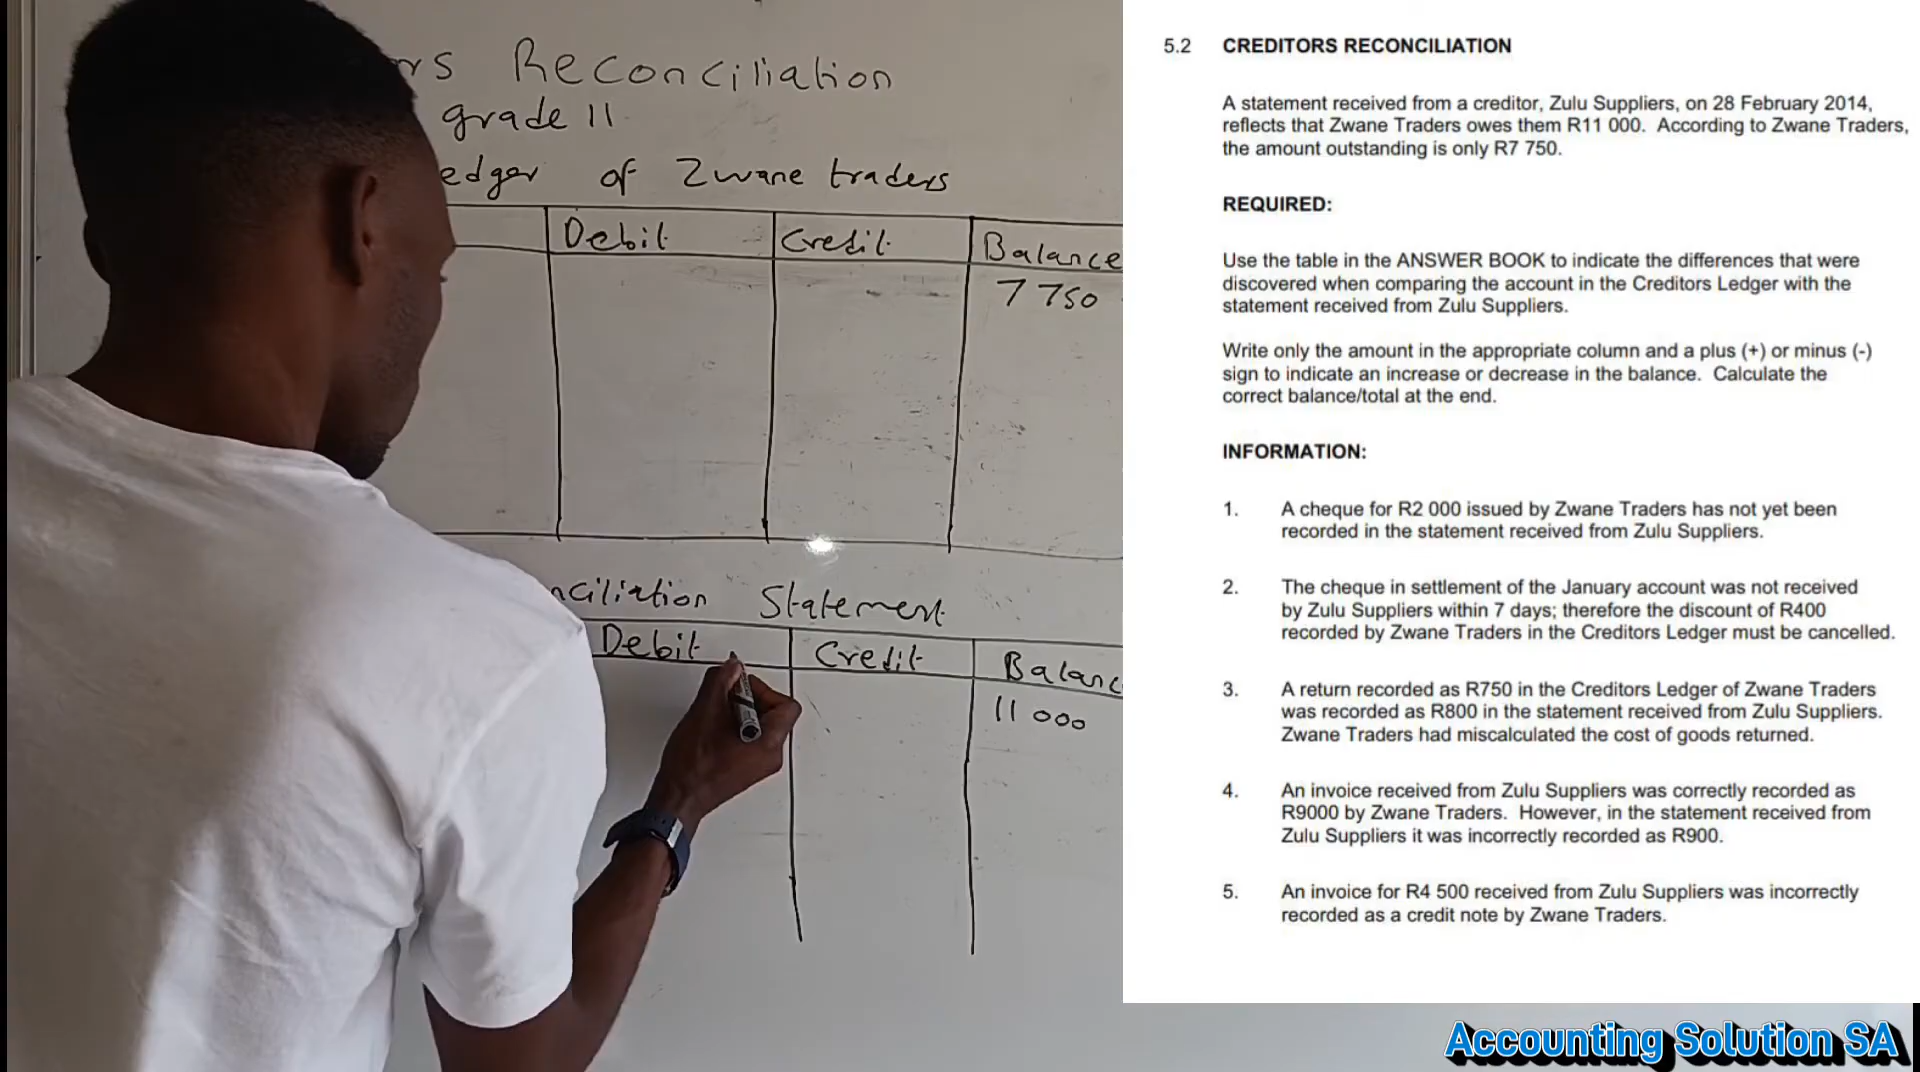 Reconciliation
grade 11
of Zwane traders
Debit Credit Balance
7 750
Statement
Debit Credit
11 000
5.2 CREDITORS RECONCILIATION
A statement received from a creditor, Zulu Suppliers, on 28 February 2014,
reflects that Zwane Traders owes them R11 000. According to Zwane Traders,
the amount outstanding is only R7 750.
REQUIRED:
Use the table in the ANSWER BOOK to indicate the differences that were
discovered when comparing the account in the Creditors Ledger with the
statement received from Zulu Suppliers.
Write only the amount in the appropriate column and a plus (+) or minus (-)
sign to indicate an increase or decrease in the balance. Calculate the
correct balance/total at the end.
INFORMATION:
1. A cheque for R2 000 issued by Zwane Traders has not yet been
recorded in the statement received from Zulu Suppliers.
2. The cheque in settlement of the January account was not received
by Zulu Suppliers within 7 days; therefore the discount of R400
recorded by Zwane Traders in the Creditors Ledger must be cancelled.
3. A return recorded as R750 in the Creditors Ledger of Zwane Traders
was recorded as R800 in the statement received from Zulu Suppliers.
Zwane Traders had miscalculated the cost of goods returned.
4. An invoice received from Zulu Suppliers was correctly recorded as
R9000 by Zwane Traders. However, in the statement received from
Zulu Suppliers it was incorrectly recorded as R900.
5. An invoice for R4 500 received from Zulu Suppliers was incorrectly
recorded as a credit note by Zwane Traders.
Accounting Solution SA